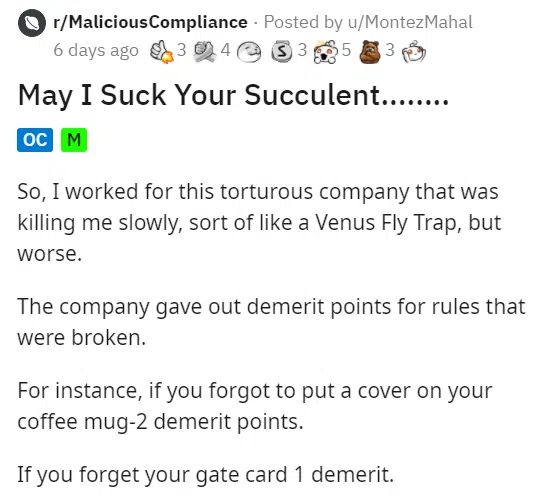 r/MaliciousCompliance · Posted by u/MontezMahal
6 days ago 3 4 S 3 5 3
May I Suck Your Succulent........
OC M
So, I worked for this torturous company that was
killing me slowly, sort of like a Venus Fly Trap, but
worse.
The company gave out demerit points for rules that
were broken.
For instance, if you forgot to put a cover on your
coffee mug-2 demerit points.
If you forget your gate card 1 demerit.